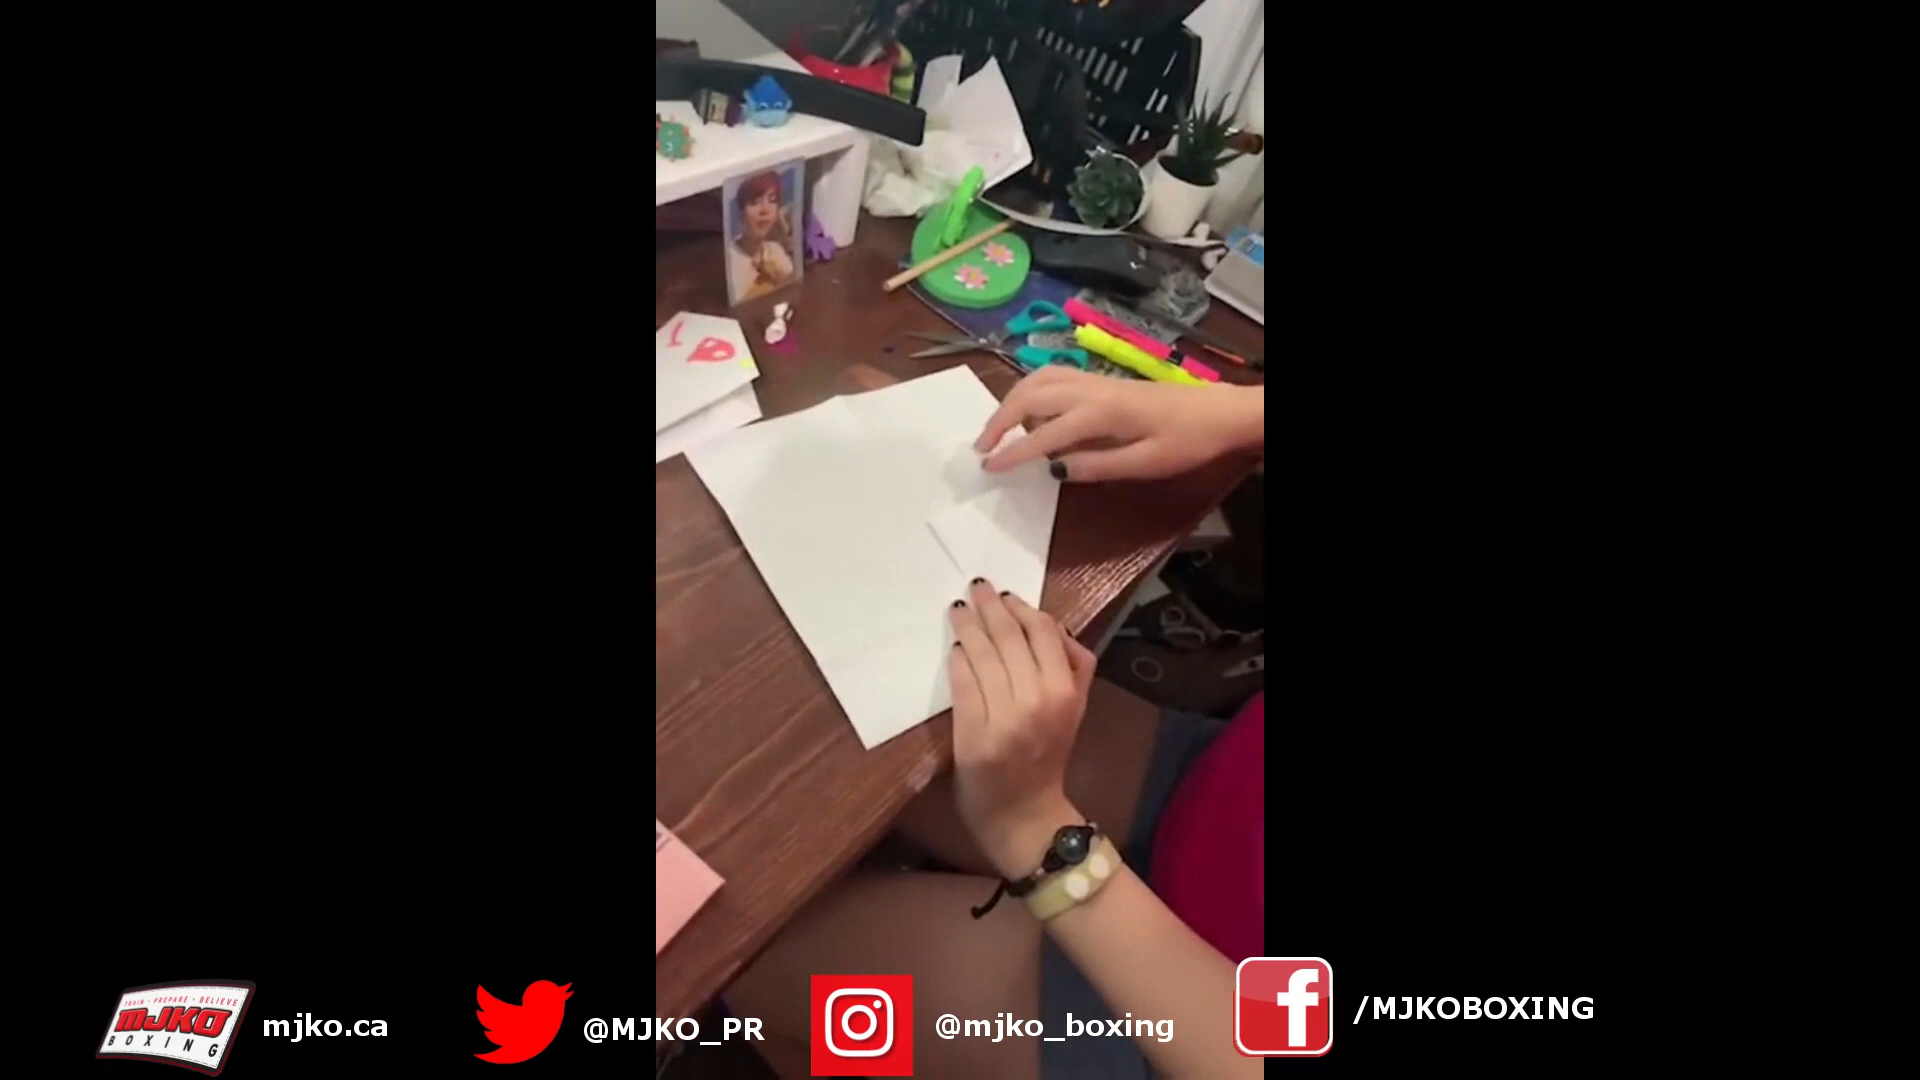 TRAIN · PREPARE · BELIEVE
MJKO
BOXING
mjko.ca
@MJKO_PR
@mjko_boxing
/MJKOBOXING